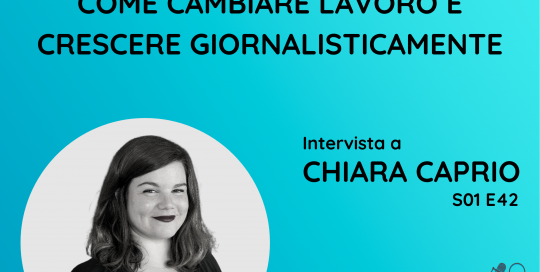 COME CAMBIARE LAVORO E
CRESCERE GIORNALISTICAMENTE
Intervista a
CHIARA CAPRIO
S01 E42